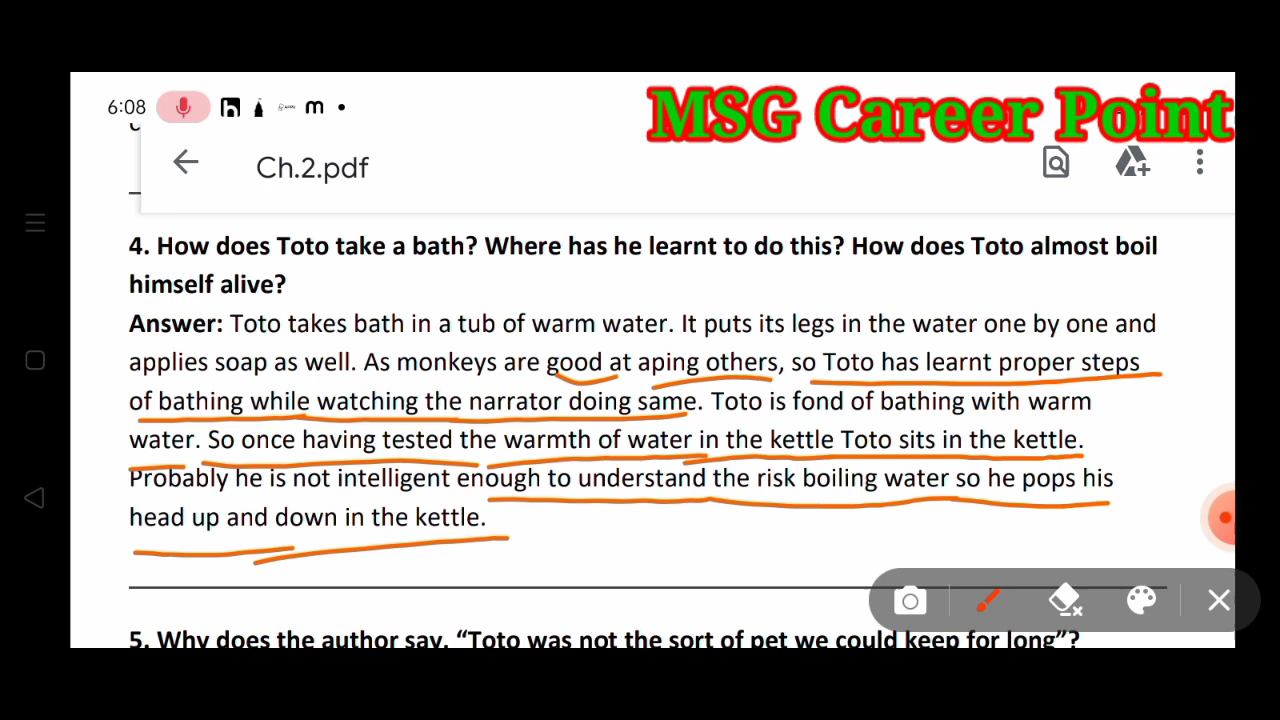 6:08
MSG Career Point
Ch.2.pdf
4. How does Toto take a bath? Where has he learnt to do this? How does Toto almost boil
himself alive?
Answer: Toto takes bath in a tub of warm water. It puts its legs in the water one by one and
applies soap as well. As monkeys are good at aping others, so Toto has learnt proper steps
of bathing while watching the narrator doing same. Toto is fond of bathing with warm
water. So once having tested the warmth of water in the kettle Toto sits in the kettle.
Probably he is not intelligent enough to understand the risk boiling water so he pops his
head up and down in the kettle.
5. Why does the author say, “Toto was not the sort of pet we could keep for long”?